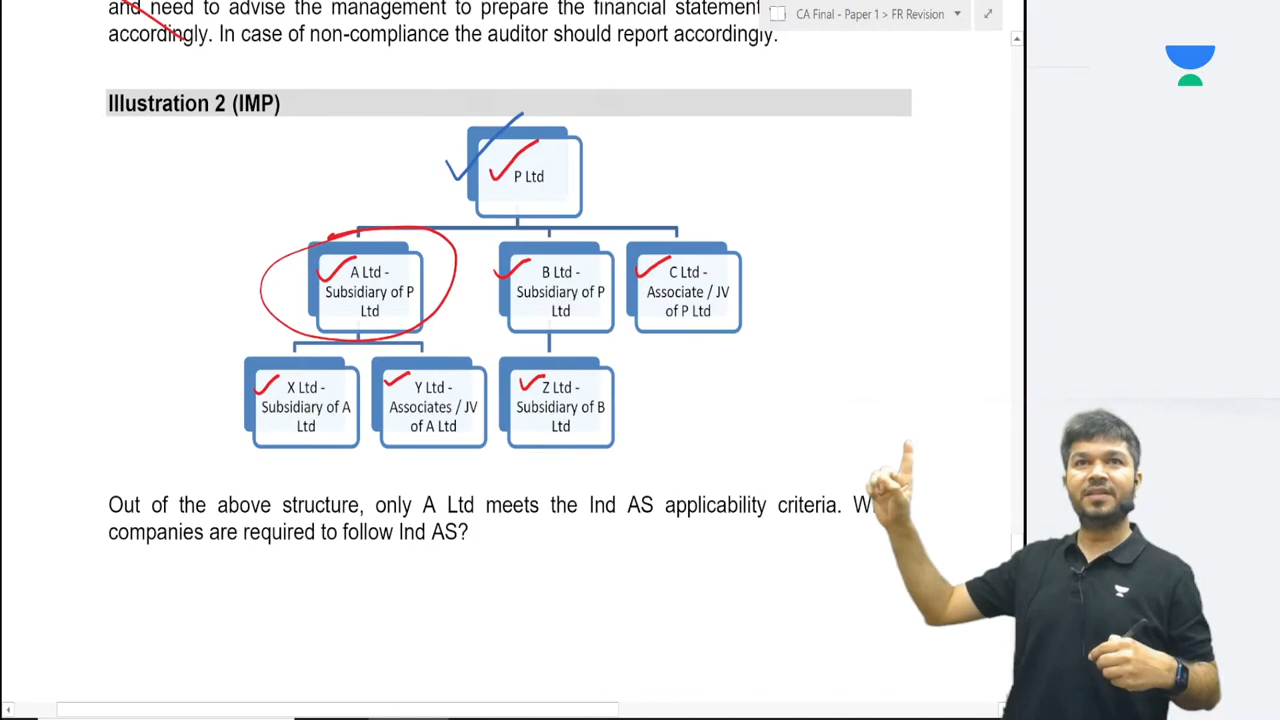 and need to advise the management to prepare the financial statement
accordingly. In case of non-compliance the auditor should report accordingly.
CA Final - Paper 1 > FR Revision
Illustration 2 (IMP)
P Ltd
A Ltd -
Subsidiary of P
Ltd
B Ltd -
Subsidiary of P
Ltd
C Ltd -
Associate / JV
of P Ltd
X Ltd -
Subsidiary of A
Ltd
Y Ltd -
Associates / JV
of A Ltd
Z Ltd -
Subsidiary of B
Ltd
Out of the above structure, only A Ltd meets the Ind AS applicability criteria.
companies are required to follow Ind AS?